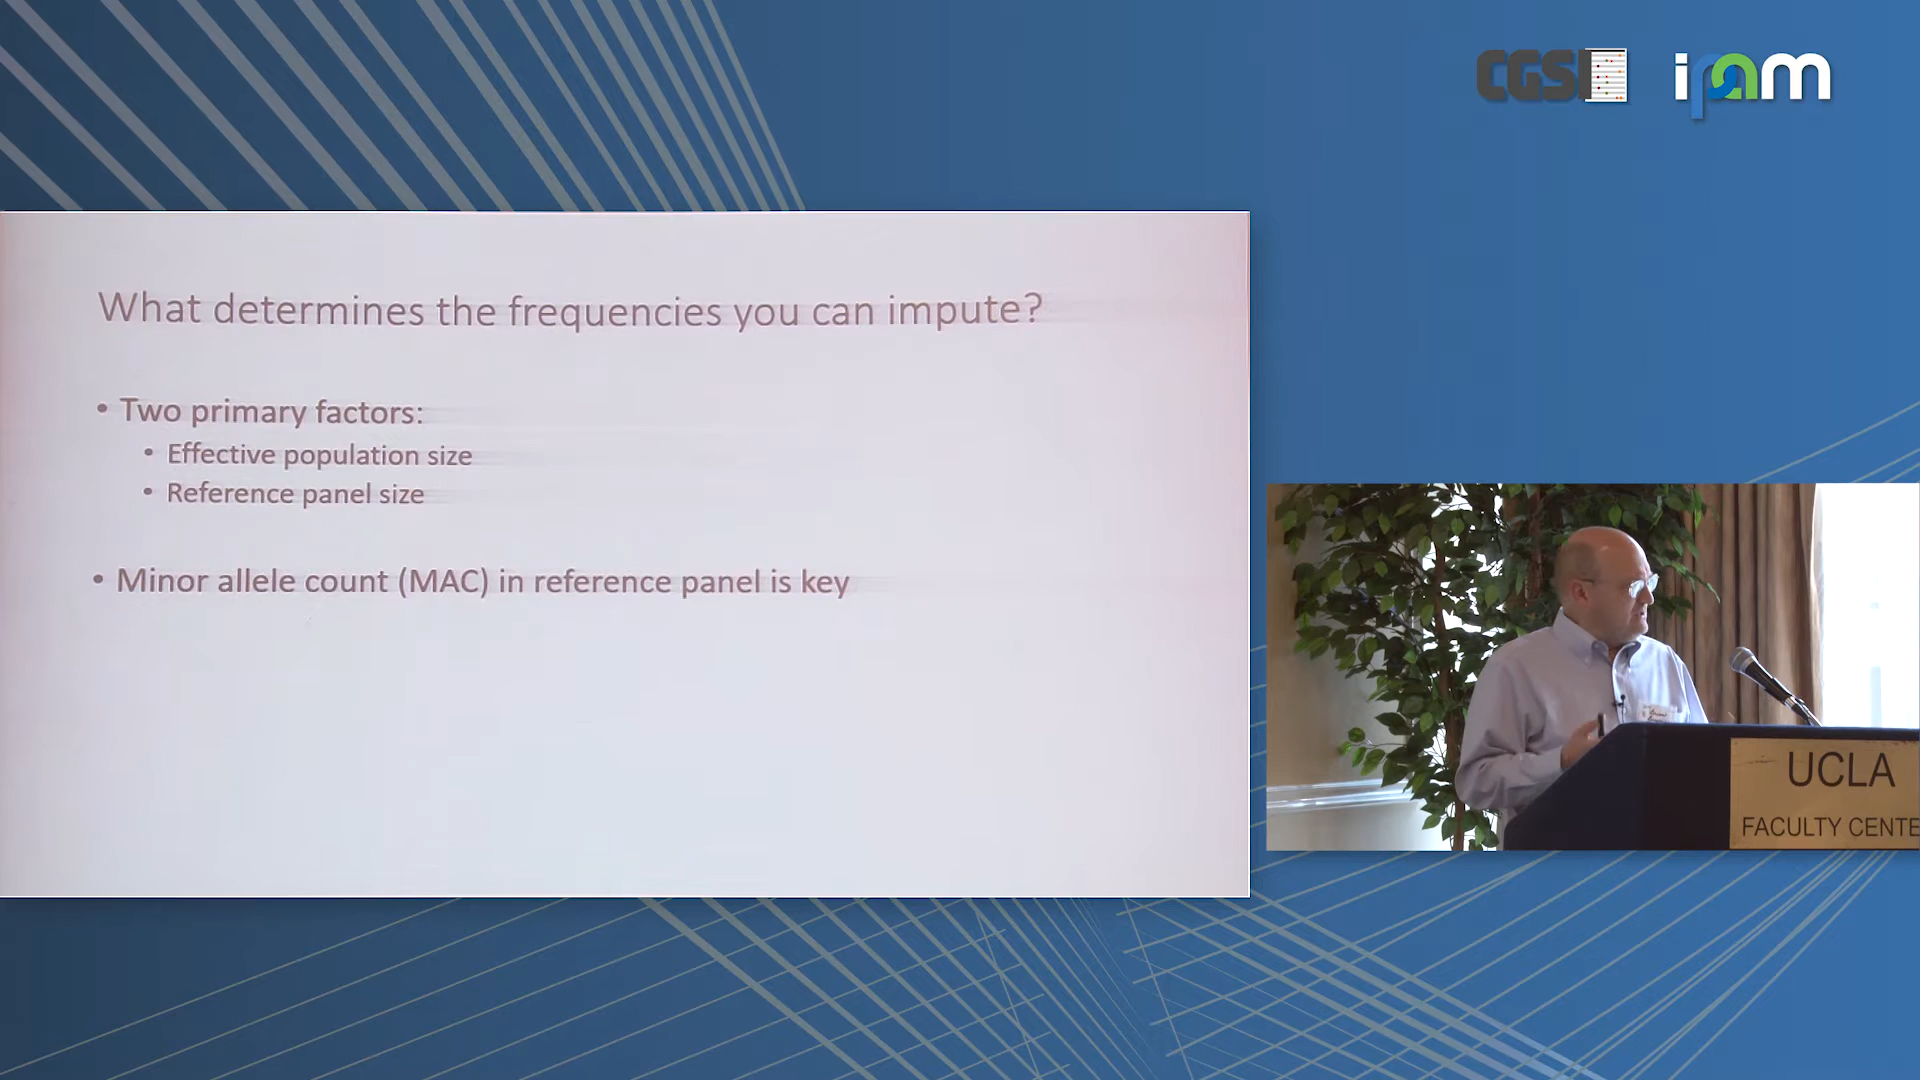 CGSI
ipam
What determines the frequencies you can impute?
• Two primary factors:
• Effective population size
• Reference panel size
• Minor allele count (MAC) in reference panel is key
UCLA
FACULTY CENTE